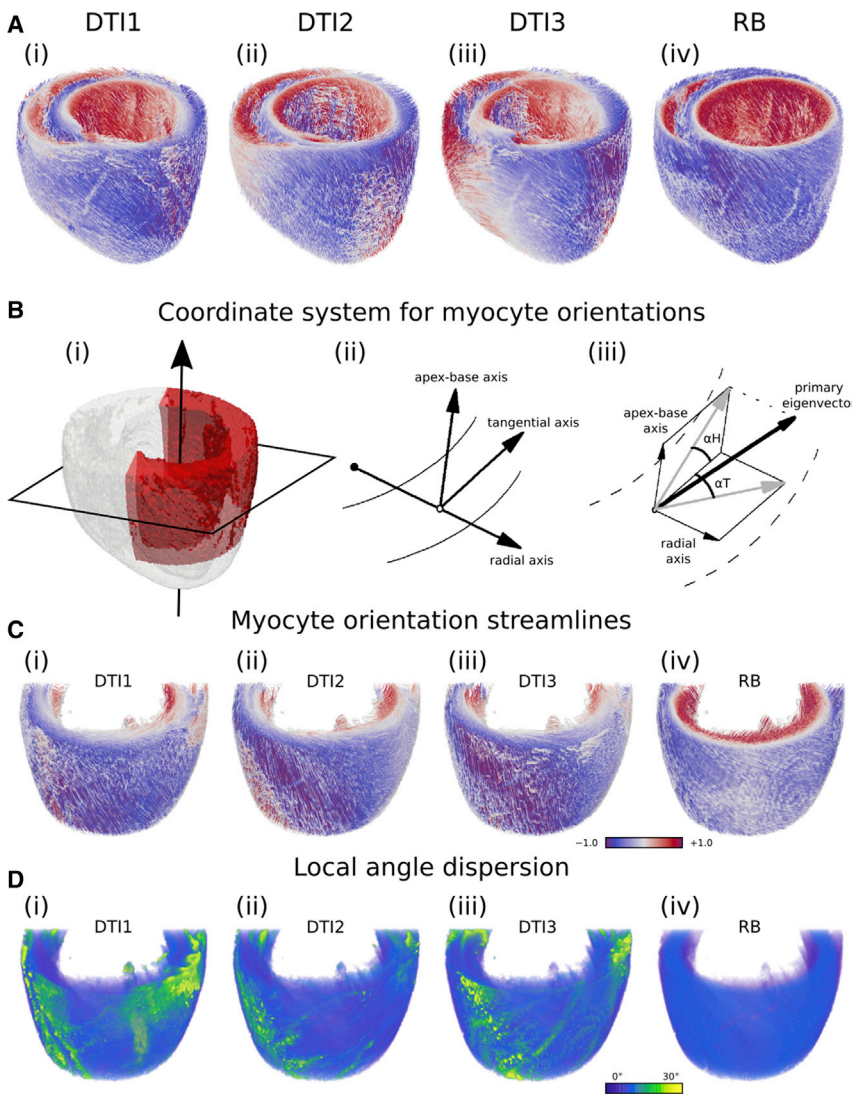 A
DTI1 DTI2 DTI3 RB
(i) (ii) (iii) (iv)
B
Coordinate system for myocyte orientations
(i) (ii) (iii)
apex-base axis
tangential axis
radial axis
primary
eigenvector
apex-base
axis
αH
αT
radial
axis
C
Myocyte orientation streamlines
(i) (ii) (iii) (iv)
DTI1 DTI2 DTI3 RB
−1.0 +1.0
D
Local angle dispersion
(i) (ii) (iii) (iv)
DTI1 DTI2 DTI3 RB
0° 30°